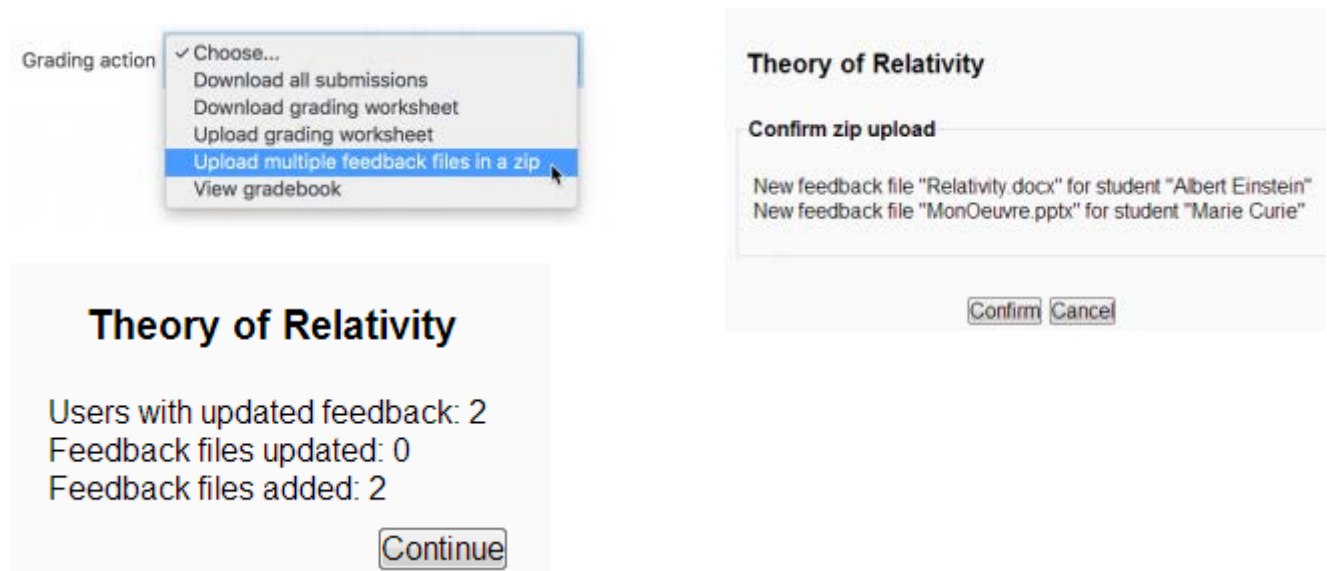 Grading action
✓ Choose...
Download all submissions
Download grading worksheet
Upload grading worksheet
Upload multiple feedback files in a zip
View gradebook
Theory of Relativity
Confirm zip upload
New feedback file "Relativity.docx" for student "Albert Einstein"
New feedback file "MonOeuvre.pptx" for student "Marie Curie"
Confirm Cancel
Theory of Relativity
Users with updated feedback: 2
Feedback files updated: 0
Feedback files added: 2
Continue